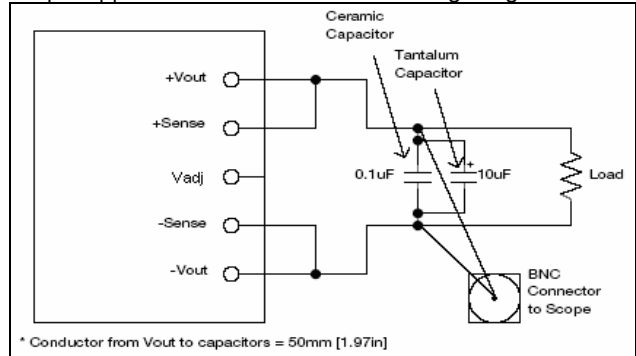 Ceramic
Capacitor
Tantalum
Capacitor
+Vout
+Sense
Vadj
-Sense
-Vout
0.1uF
+
10uF
Load
BNC
Connector
to Scope
* Conductor from Vout to capacitors = 50mm [1.97in]